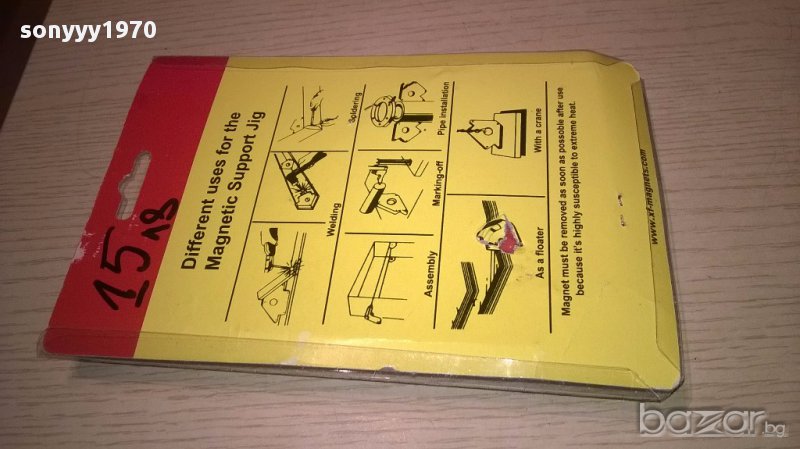 sonyyy1970
15
18
Different uses for the
Magnetic Support Jig
Spldering
Welding
Pipe installation
Marking-off
Assembly
With a crane
As a floater
Magnet must be removed as soon as possoble after use
because it's highly susceptible to extreme heat.
www.xf-magnets.com
bazar.bg